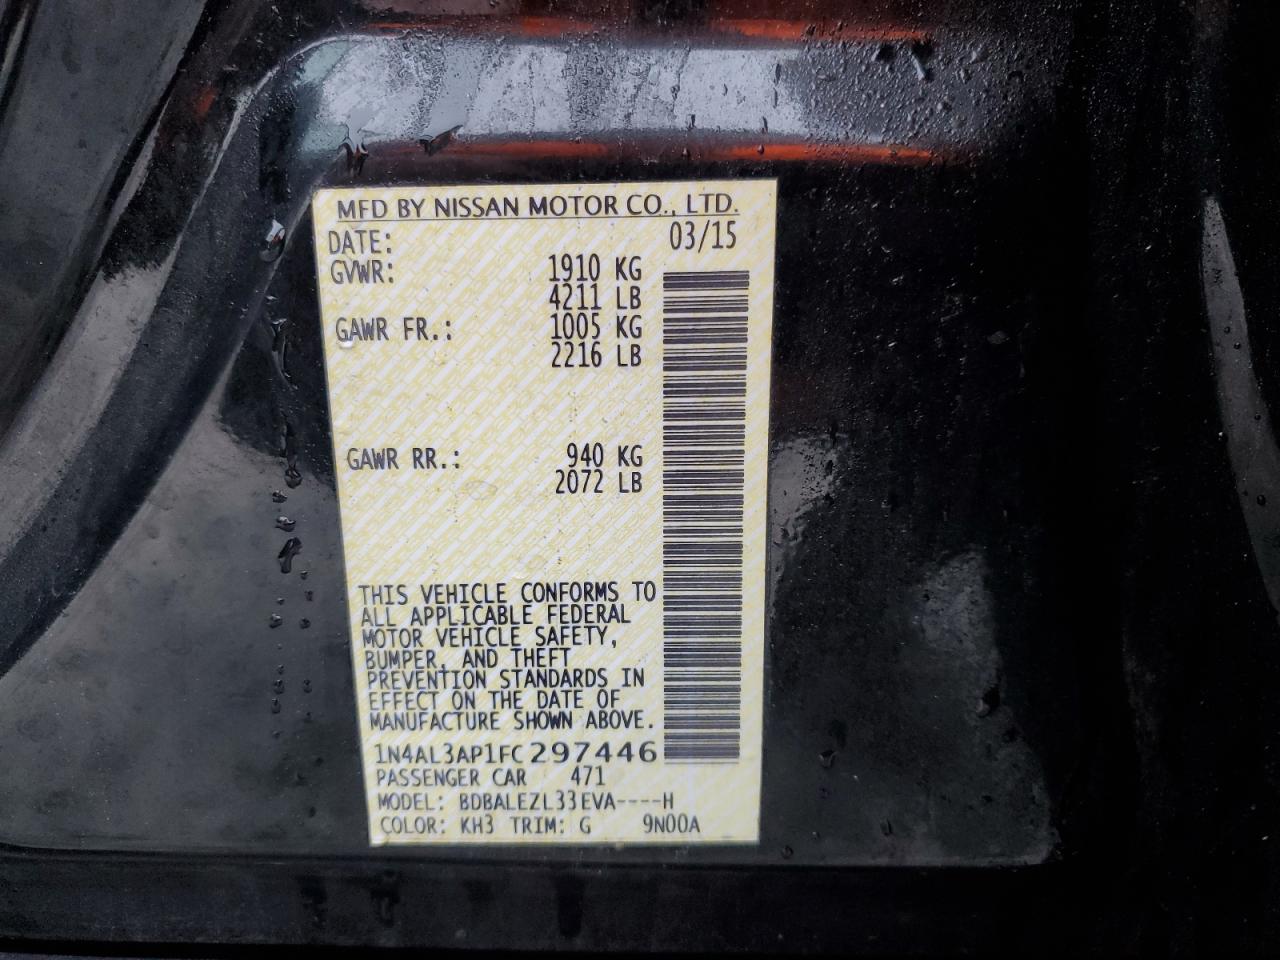 MFD BY NISSAN MOTOR CO., LTD.
DATE: 03/15
GVWR: 1910 KG
4211 LB
GAWR FR.: 1005 KG
2216 LB
GAWR RR.: 940 KG
2072 LB
THIS VEHICLE CONFORMS TO
ALL APPLICABLE FEDERAL
MOTOR VEHICLE SAFETY,
BUMPER, AND THEFT
PREVENTION STANDARDS IN
EFFECT ON THE DATE OF
MANUFACTURE SHOWN ABOVE.
1N4AL3AP1FC297446
PASSENGER CAR 471
MODEL: BDBALEZL33EVA----H
COLOR: KH3 TRIM: G 9N00A